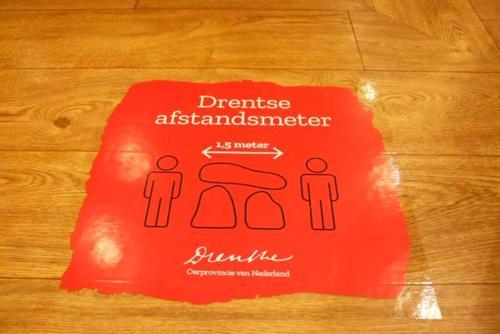 Drentse
afstandsmeter
1,5 meter
Drenthe
Oerprovincie van Nederland